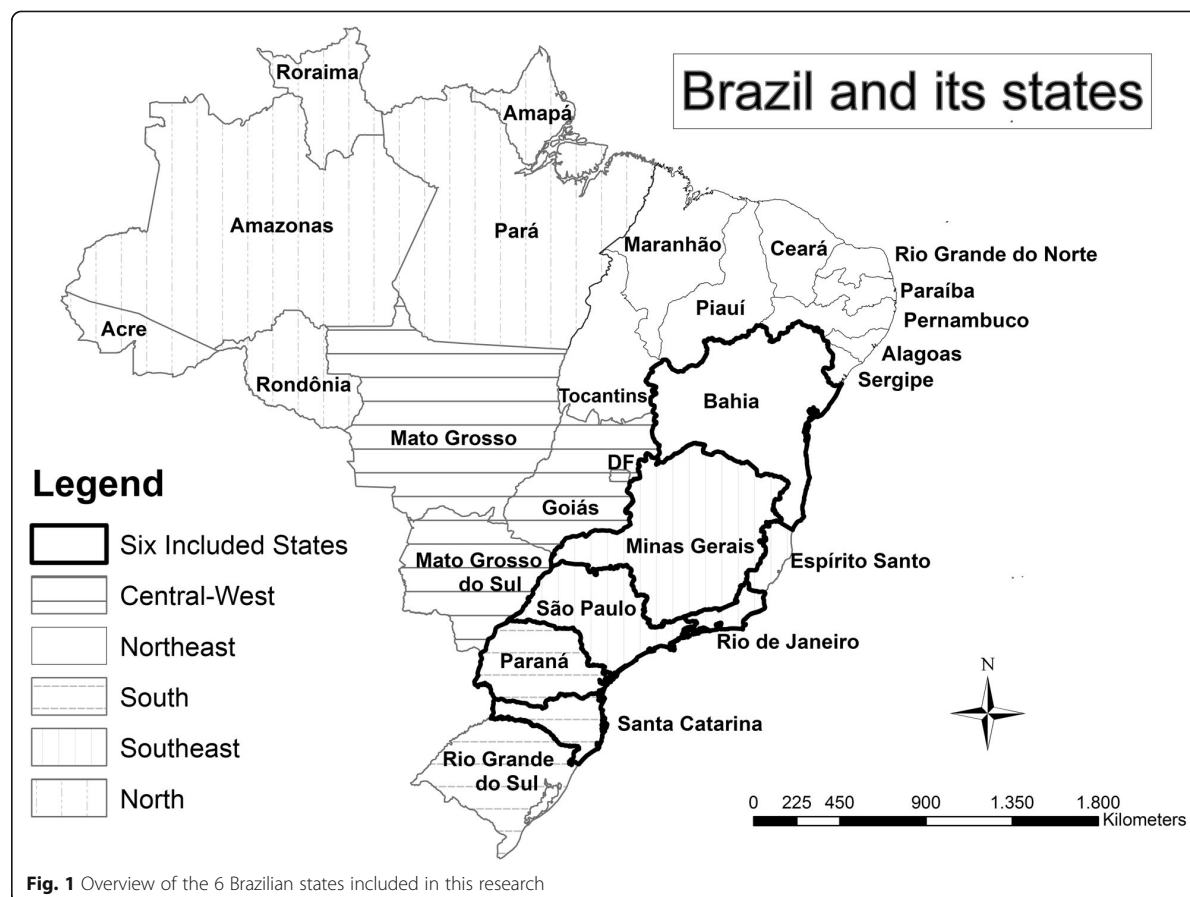 Brazil and its states
Roraima
Amapá
Amazonas
Pará
Maranhão
Ceará
Rio Grande do Norte
Paraíba
Piauí
Pernambuco
Acre
Alagoas
Sergipe
Rondônia
Tocantins
Bahia
Mato Grosso
DF
Goiás
Minas Gerais
Mato Grosso
do Sul
Espírito Santo
São Paulo
Rio de Janeiro
Paraná
Santa Catarina
Rio Grande
do Sul
Legend
Six Included States
Central-West
Northeast
South
Southeast
North
N
0 225 450 900 1.350 1.800
Kilometers
Fig. 1 Overview of the 6 Brazilian states included in this research